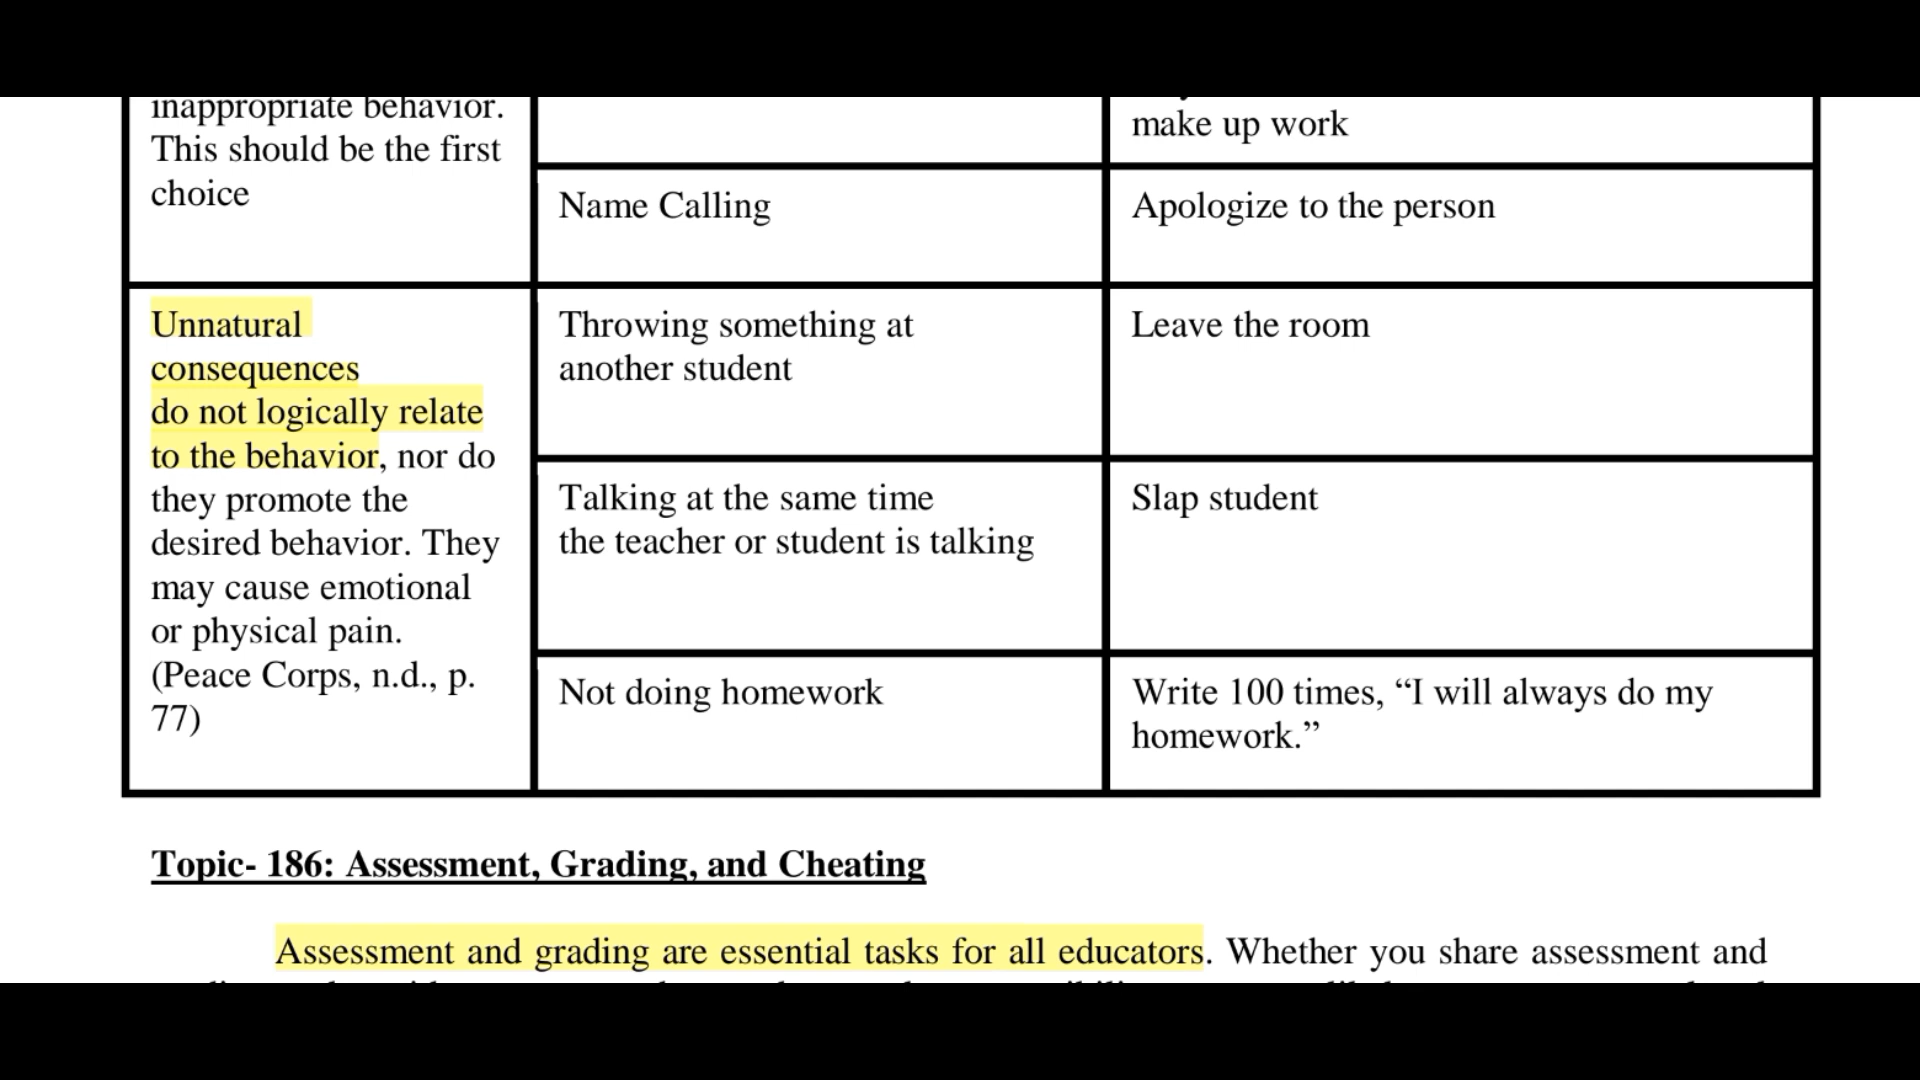 inappropriate behavior.
This should be the first
choice
make up work
Name Calling
Apologize to the person
Unnatural
consequences
do not logically relate
to the behavior, nor do
they promote the
desired behavior. They
may cause emotional
or physical pain.
(Peace Corps, n.d., p.
77)
Throwing something at
another student
Leave the room
Talking at the same time
the teacher or student is talking
Slap student
Not doing homework
Write 100 times, “I will always do my
homework.”
Topic- 186: Assessment, Grading, and Cheating
Assessment and grading are essential tasks for all educators. Whether you share assessment and